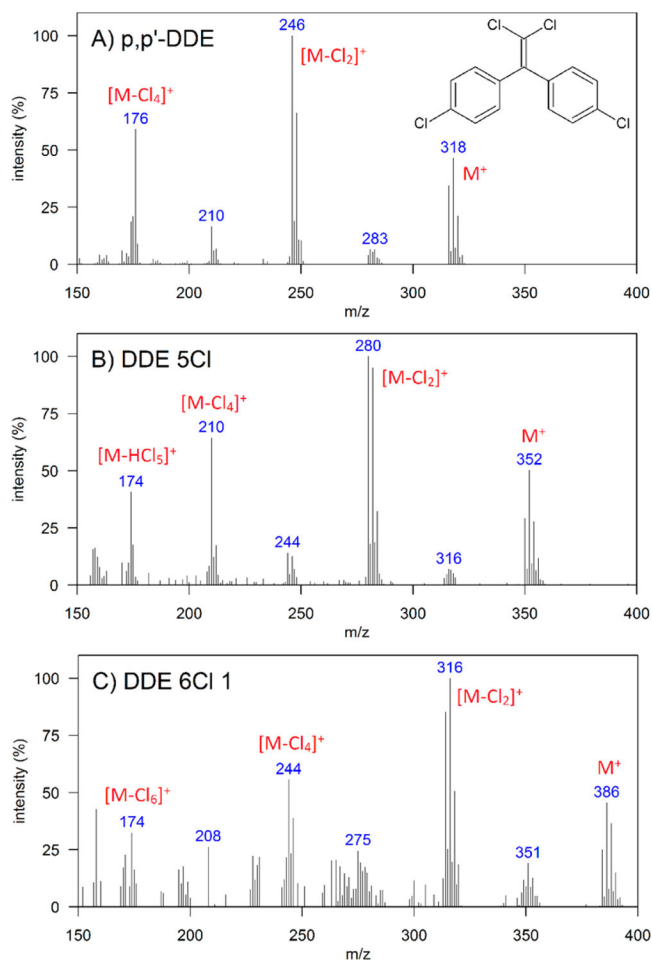 A) p,p'-DDE
intensity (%)
100
75
50
25
0
[M-Cl₄]⁺
176
210
246
[M-Cl₂]⁺
283
318
M⁺
Cl
Cl
Cl
Cl
150
200
250
300
350
400
m/z
B) DDE 5Cl
intensity (%)
100
75
50
25
0
[M-HCl₅]⁺
174
[M-Cl₄]⁺
210
244
280
[M-Cl₂]⁺
316
M⁺
352
150
200
250
300
350
400
m/z
C) DDE 6Cl 1
intensity (%)
100
75
50
25
0
[M-Cl₆]⁺
174
208
[M-Cl₄]⁺
244
275
316
[M-Cl₂]⁺
351
M⁺
386
150
200
250
300
350
400
m/z